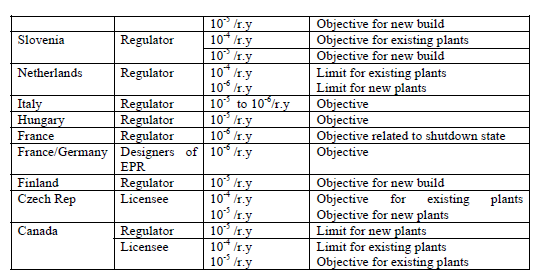 10⁻⁵ /r.y Objective for new build
Slovenia Regulator 10⁻⁴ /r.y Objective for existing plants
10⁻⁵ /r.y Objective for new build
Netherlands Regulator 10⁻⁴ /r.y Limit for existing plants
10⁻⁶ /r.y Limit for new plants
Italy Regulator 10⁻⁵ to 10⁻⁶/r.y Objective
Hungary Regulator 10⁻⁵ /r.y Objective
France Regulator 10⁻⁶ /r.y Objective related to shutdown state
France/Germany Designers of 10⁻⁶ /r.y Objective
EPR
Finland Regulator 10⁻⁵ /r.y Objective for new build
Czech Rep Licensee 10⁻⁴ /r.y Objective for existing plants
10⁻⁵ /r.y Objective for new plants
Canada Regulator 10⁻⁵ /r.y Limit for new plants
Licensee 10⁻⁴ /r.y Limit for existing plants
10⁻⁵ /r.y Objective for existing plants